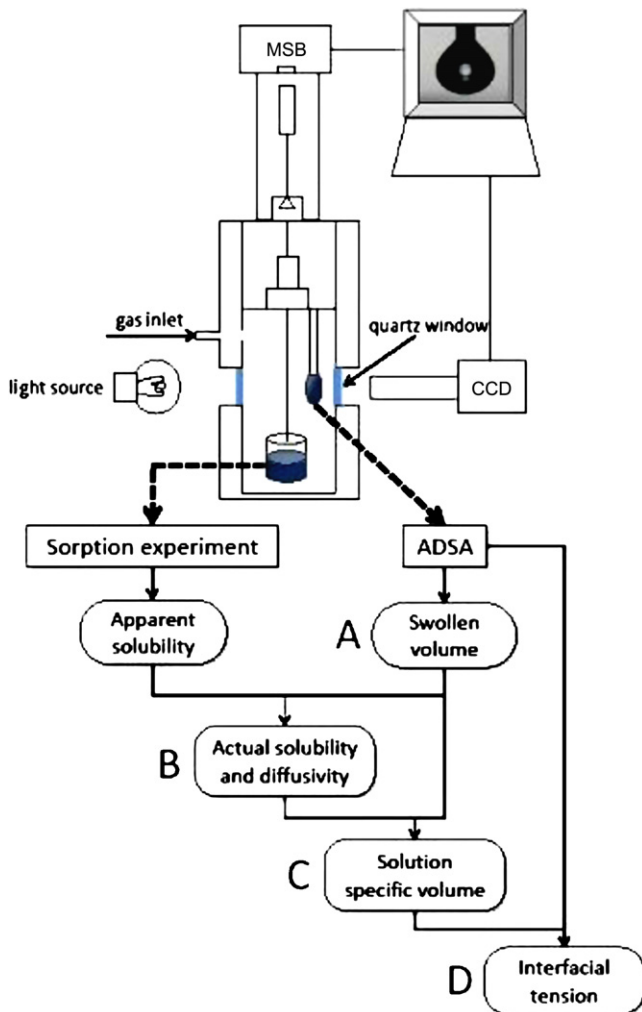 MSB
gas inlet
quartz window
light source
CCD
Sorption experiment
ADSA
Apparent
solubility
A
Swollen
volume
B
Actual solubility
and diffusivity
C
Solution
specific volume
D
Interfacial
tension